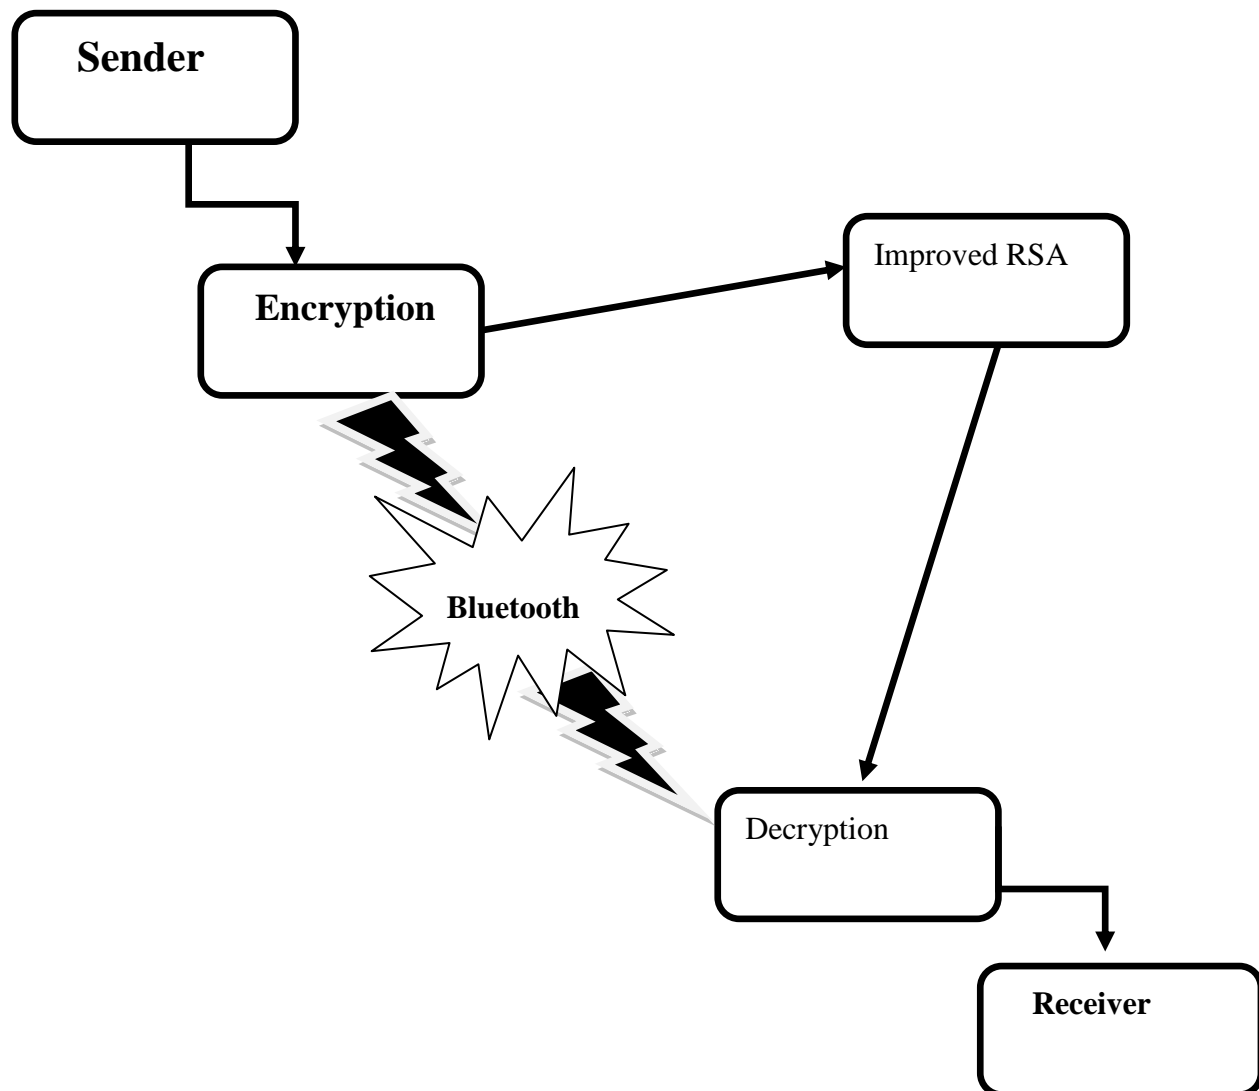 Sender
Improved RSA
Encryption
Bluetooth
Decryption
Receiver